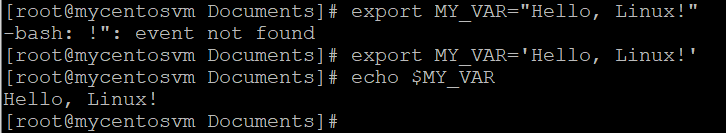 [root@mycentosvm Documents]# export MY_VAR="Hello, Linux!"
-bash: !": event not found
[root@mycentosvm Documents]# export MY_VAR='Hello, Linux!'
[root@mycentosvm Documents]# echo $MY_VAR
Hello, Linux!
[root@mycentosvm Documents]#